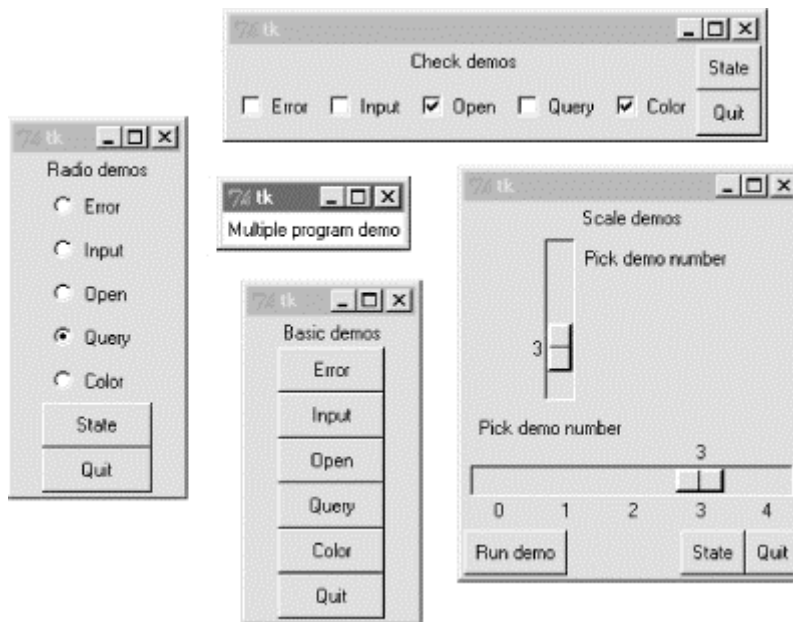 tk
Check demos
State
Error Input Open Query Color
Quit
tk
Radio demos
Error
Input
Open
Query
Color
State
Quit
tk
Multiple program demo
tk
Basic demos
Error
Input
Open
Query
Color
Quit
tk
Scale demos
Pick demo number
3
Pick demo number
3
0 1 2 3 4
Run demo State Quit